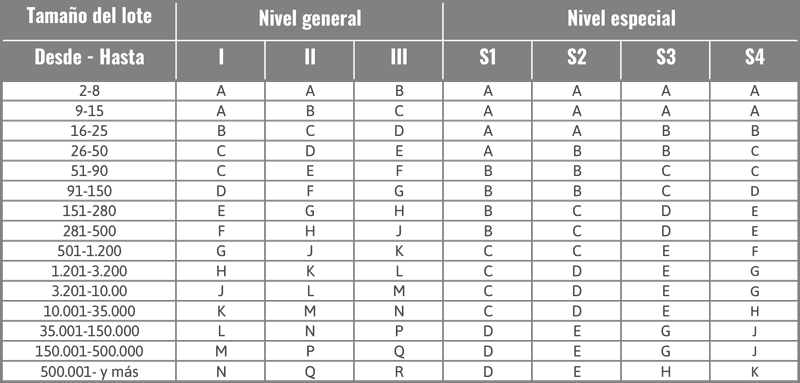 Tamaño del lote Nivel general Nivel especial
Desde - Hasta I II III S1 S2 S3 S4
2-8 A A B A A A A
9-15 A B C A A A A
16-25 B C D A A B B
26-50 C D E A B B C
51-90 C E F B B C C
91-150 D F G B B C D
151-280 E G H B C D E
281-500 F H J B C D E
501-1.200 G J K C C E F
1.201-3.200 H K L C D E G
3.201-10.00 J L M C D E G
10.001-35.000 K M N C D E H
35.001-150.000 L N P D E G J
150.001-500.000 M P Q D E G J
500.001- y más N Q R D E H K